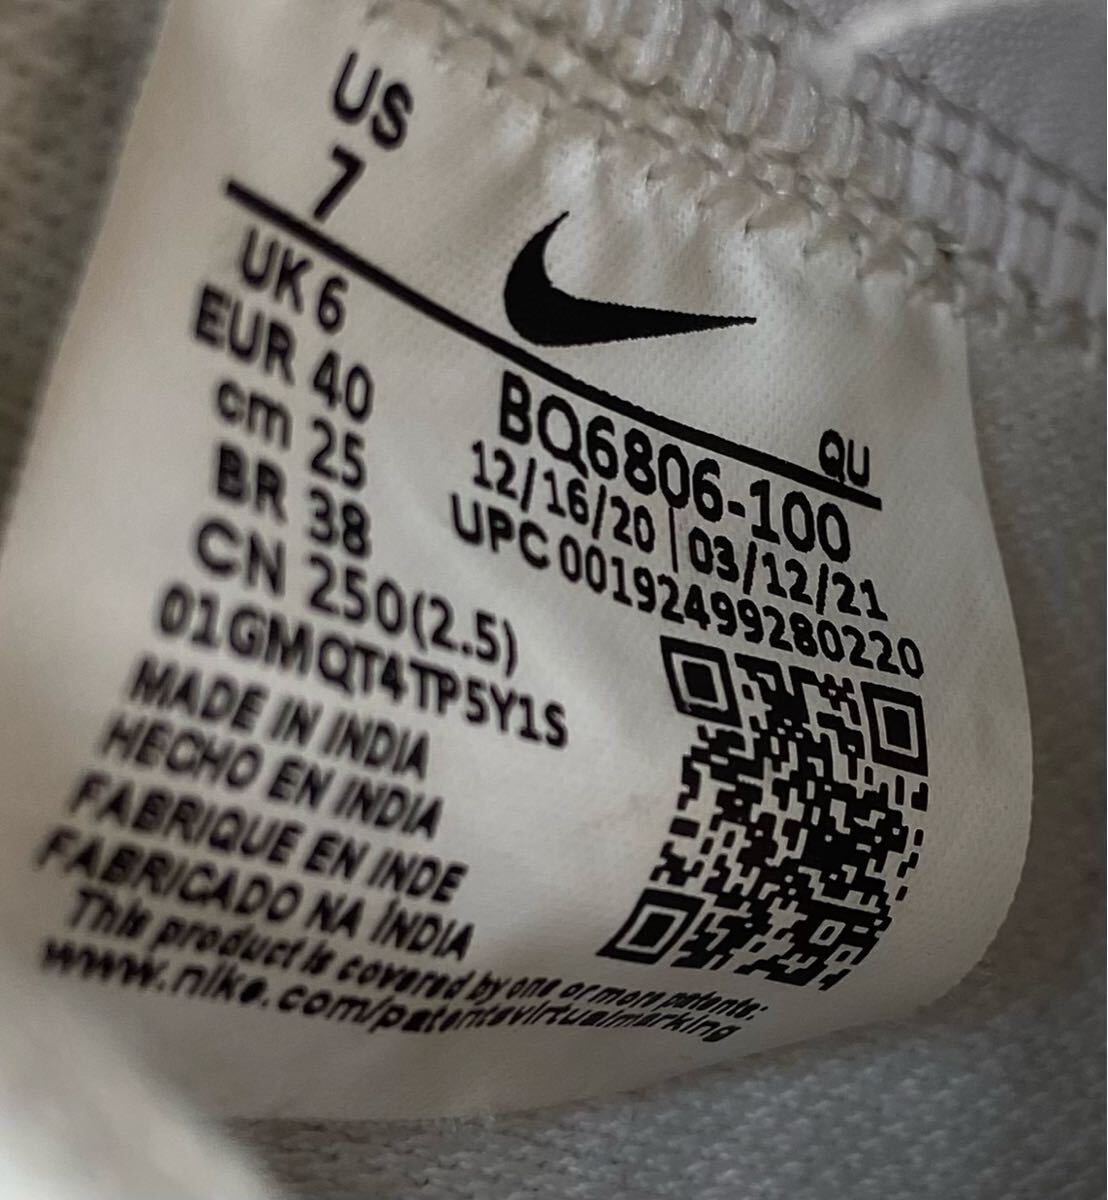 US
7
UK 6
EUR 40
cm 25
BR 38
CN 250(2.5)
01GMQT4TP5Y1S
MADE IN INDIA
HECHO EN INDIA
FABRIQUE EN INDE
FABRICADO NA ÍNDIA
This product is covered by one or more patents:
www.nike.com/patentsvirtualmarking
QU
BQ6806-100
12/16/20 | 03/12/21
UPC 00192499280220